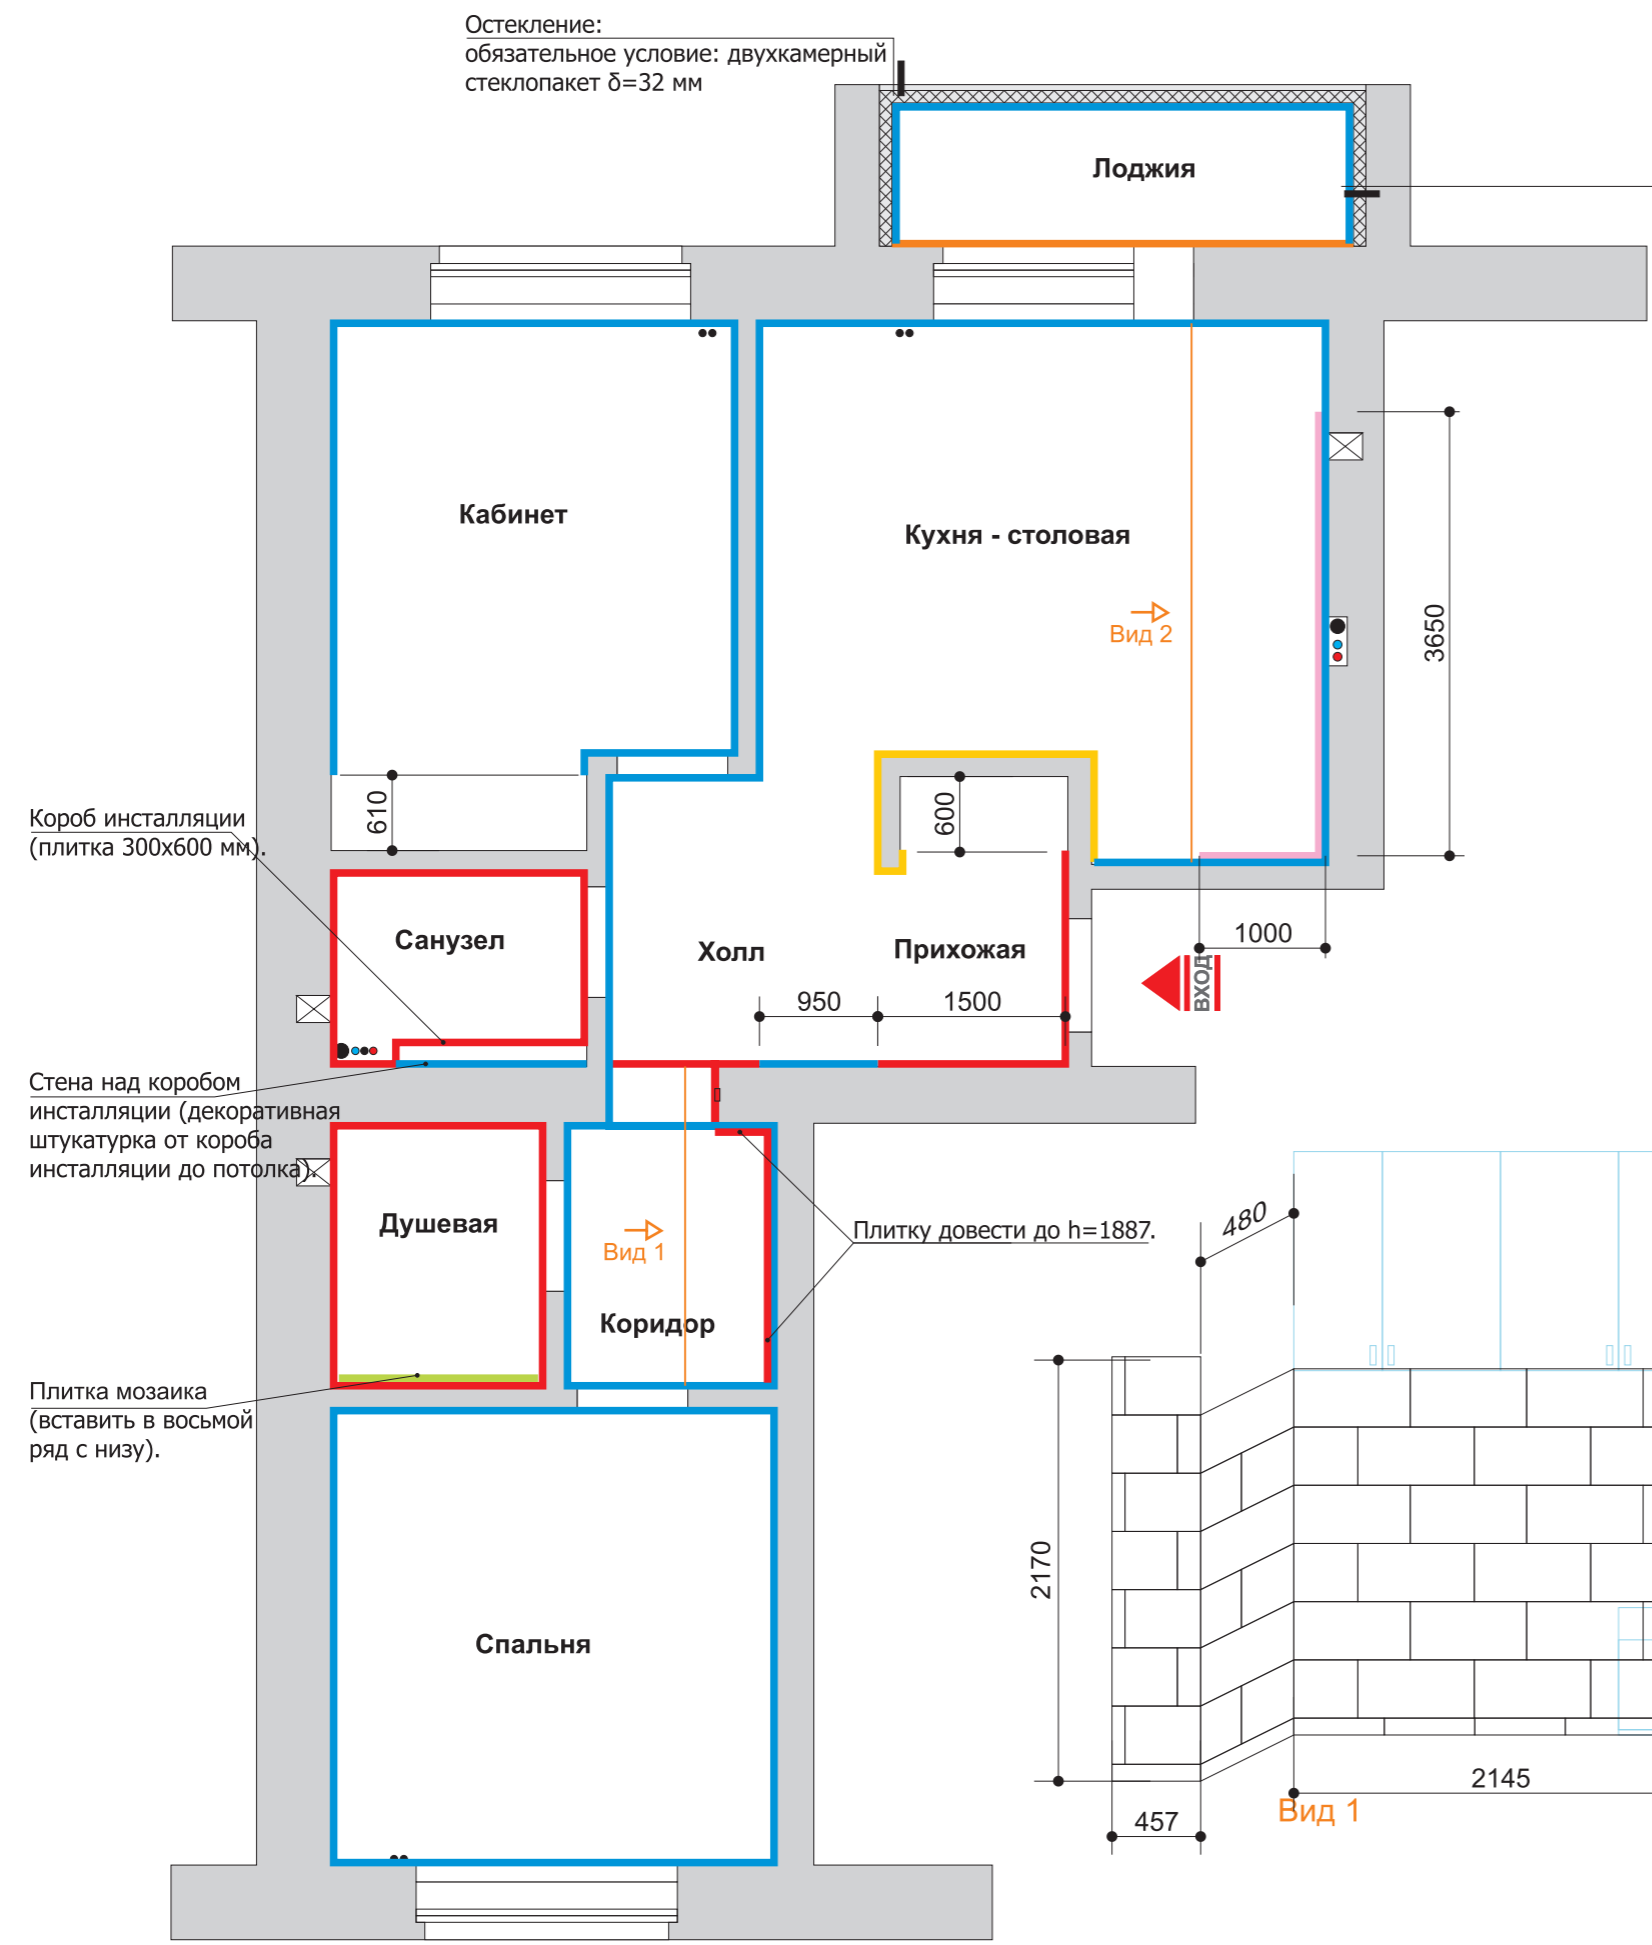 Остекление:
обязательное условие: двухкамерный
стеклопакет δ=32 мм
Лоджия
Кабинет
Кухня - столовая
Вид 2
3650
610
600
Короб инсталляции
(плитка 300х600 мм).
Санузел
Холл
Прихожая
1000
950
1500
ВХОД
Стена над коробом
инсталляции (декоративная
штукатурка от короба
инсталляции до потолка).
Душевая
Вид 1
Коридор
Плитку довести до h=1887.
480
Плитка мозаика
(вставить в восьмой
ряд с низу).
2170
Спальня
2145
Вид 1
457